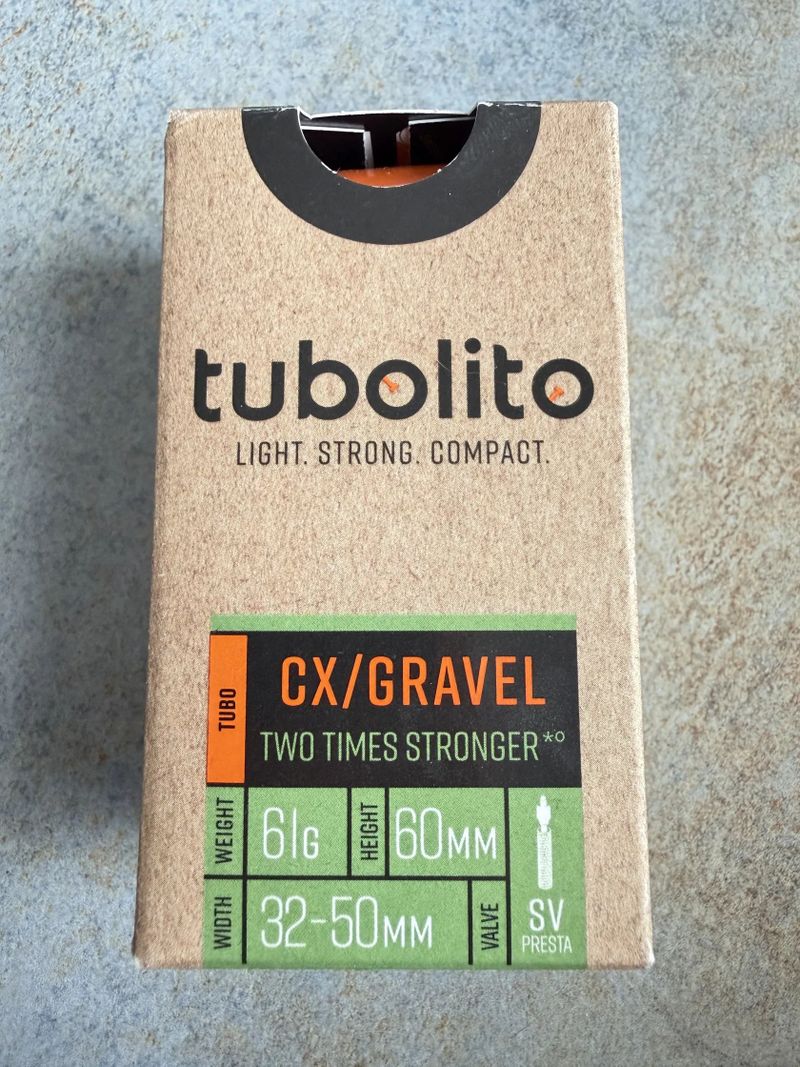 tubolito
LIGHT. STRONG. COMPACT.
TUBO
CX/GRAVEL
TWO TIMES STRONGER*°
WEIGHT
61G
HEIGHT
60MM
WIDTH
32-50MM
VALVE
SV
PRESTA